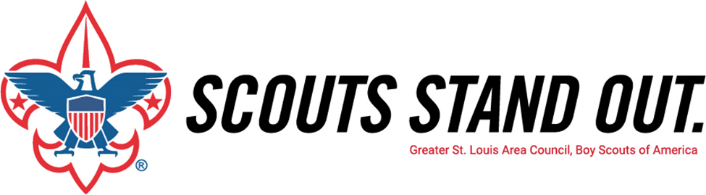 SCOUTS STAND OUT.
Greater St. Louis Area Council, Boy Scouts of America
®